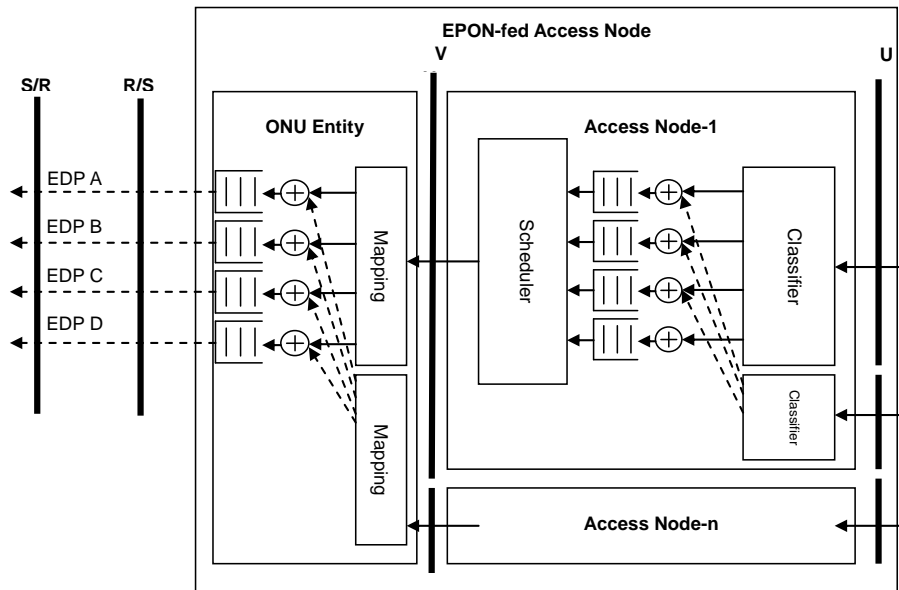 EPON-fed Access Node
V
U
S/R
R/S
ONU Entity
Access Node-1
EDP A
EDP B
EDP C
EDP D
Mapping
Scheduler
Classifier
Mapping
Classifier
Access Node-n